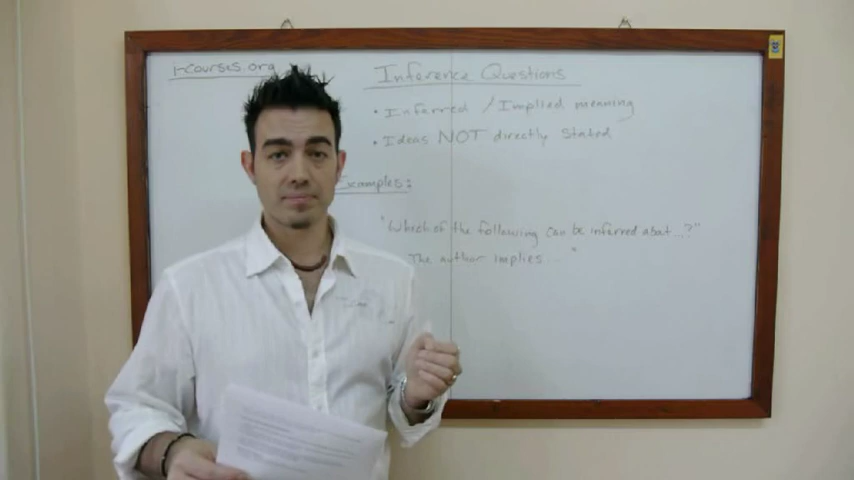 ircourses.org
Inference Questions
• Inferred / Implied meaning
• Ideas NOT directly stated
Examples:
"Which of the following can be inferred about...?"
The author implies..."